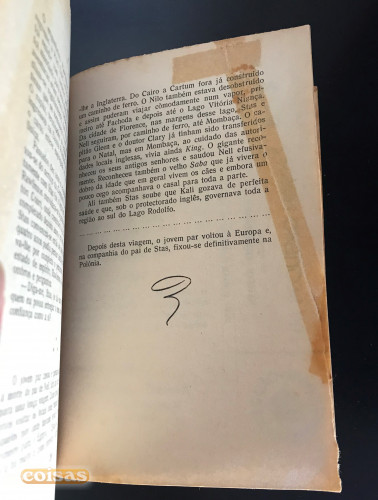 -lhe a Inglaterra. Do Cairo a Cartum fora já construído
um caminho de ferro. O Nilo também estava desobstruído
e assim puderam viajar cômodamente num vapor, pri-
meiro até Fachoda e depois até ao Lago Vitória Nianza.
Da cidade de Florence, nas margens desse lago, Stas e
Nell seguiram, por caminho de ferro, até Mombaça. O ca-
pitão Glenn e o doutor Clary já tinham sido transferidos
para o Natal, mas em Mombaça, ao cuidado das autori-
dades locais inglesas, vivia ainda King. O gigante reco-
nheceu os seus antigos senhores e saudou Nell efusiva-
mente. Reconheceu também o velho Saba que já vivera o
dobro da idade que em geral vivem os cães e embora um
pouco cego acompanhava o casal para toda a parte.
Ali também Stas soube que Kali gozava de perfeita
saúde e que, sob o protectorado inglês, governava toda a
região ao sul do Lago Rodolfo.
Depois desta viagem, o jovem par voltou à Europa e,
na companhia do pai de Stas, fixou-se definitivamente na
Polónia.
COISAS